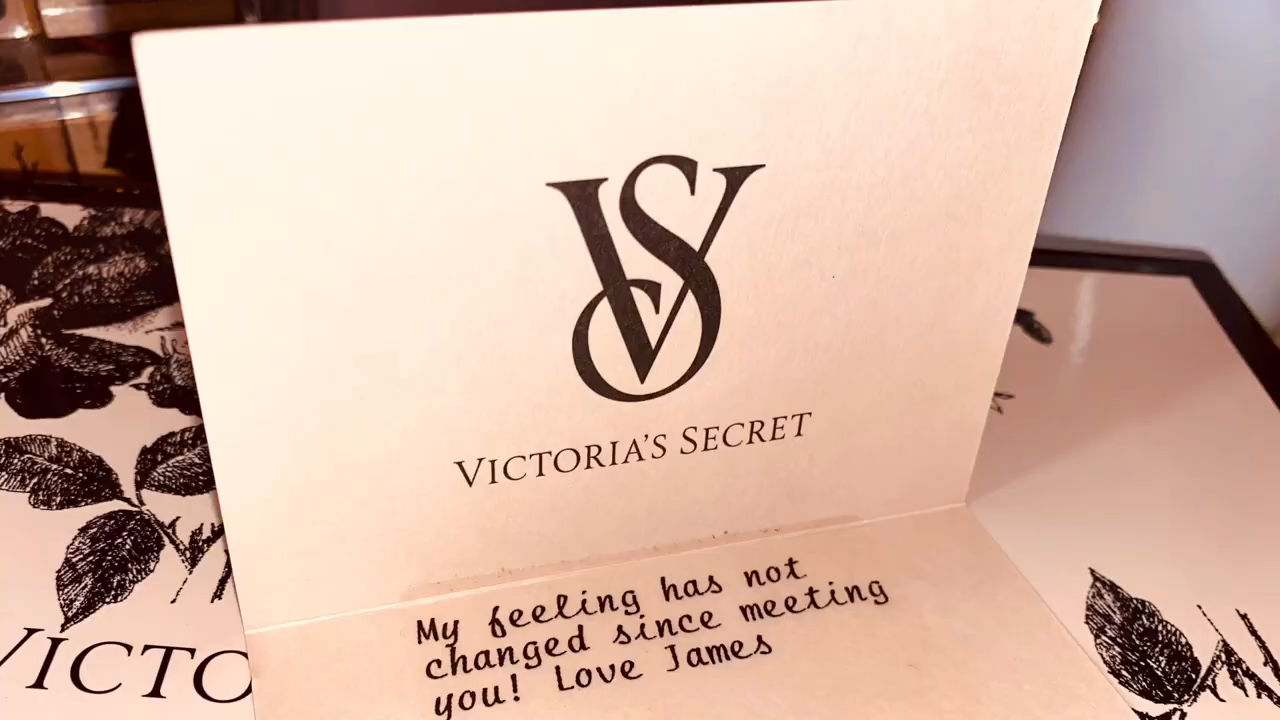 VS
VICTORIA'S SECRET
My feeling has not
changed since meeting
you! Love James
VICTO